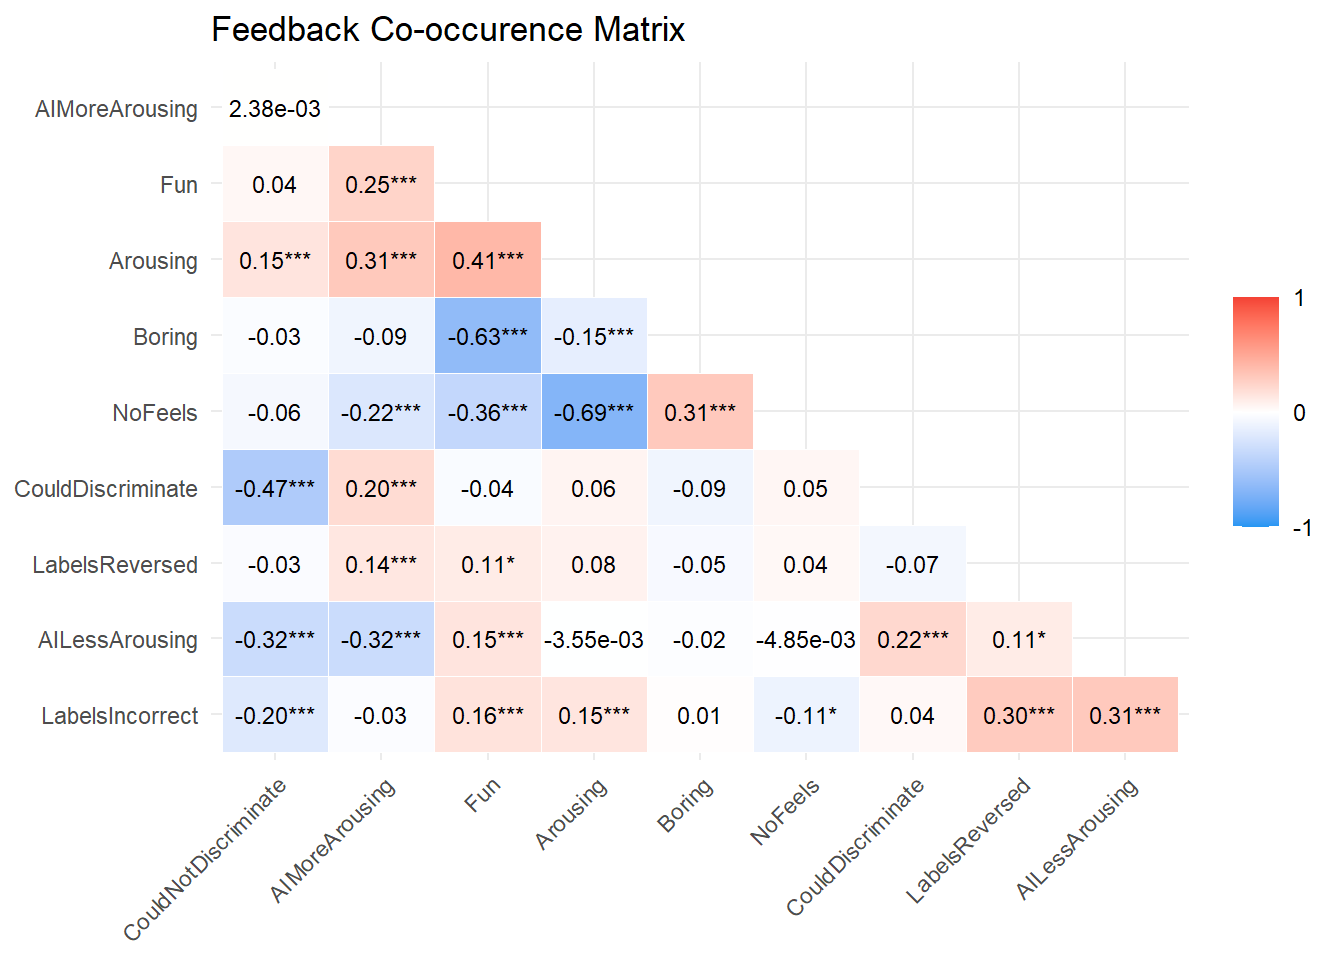 Feedback Co-occurence Matrix
AIMoreArousing 2.38e-03
Fun 0.04 0.25***
Arousing 0.15*** 0.31*** 0.41***
Boring -0.03 -0.09 -0.63*** -0.15***
NoFeels -0.06 -0.22*** -0.36*** -0.69*** 0.31***
CouldDiscriminate -0.47*** 0.20*** -0.04 0.06 -0.09 0.05
LabelsReversed -0.03 0.14*** 0.11* 0.08 -0.05 0.04 -0.07
AILessArousing -0.32*** -0.32*** 0.15*** -3.55e-03 -0.02 -4.85e-03 0.22*** 0.11*
LabelsIncorrect -0.20*** -0.03 0.16*** 0.15*** 0.01 -0.11* 0.04 0.30*** 0.31***
CouldNotDiscriminate
AIMoreArousing
Fun
Arousing
Boring
NoFeels
CouldDiscriminate
LabelsReversed
AILessArousing
1
0
-1